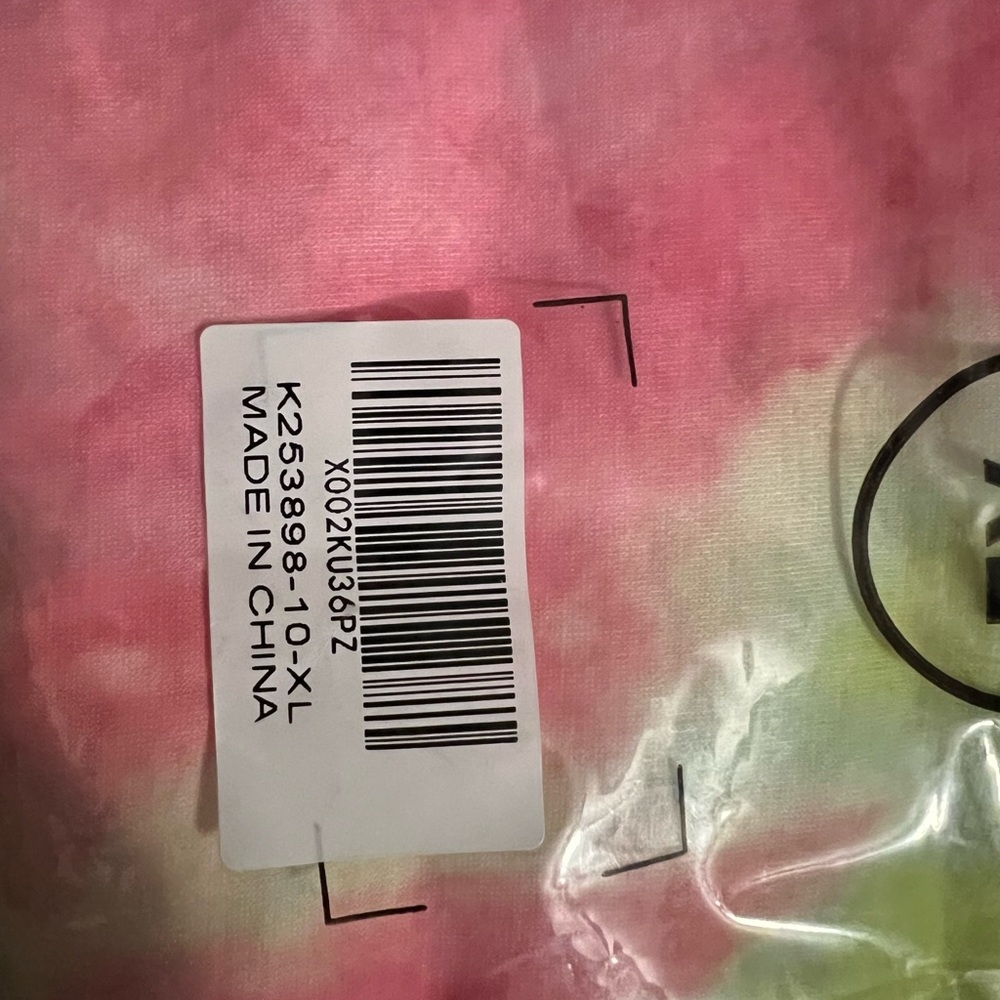 X002KU36PZ
K253898-10-XL
MADE IN CHINA